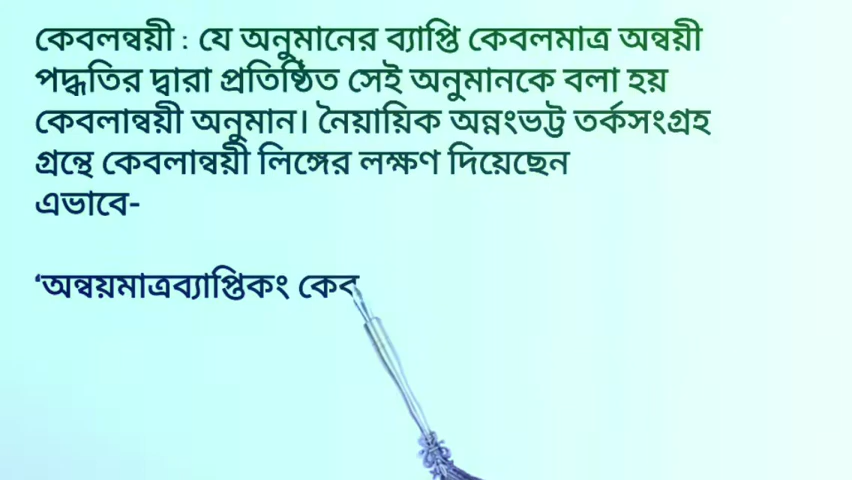 কেবলন্বয়ী : যে অনুমানের ব্যাপ্তি কেবলমাত্র অন্বয়ী
পদ্ধতির দ্বারা প্রতিষ্ঠিত সেই অনুমানকে বলা হয়
কেবলান্বয়ী অনুমান। নৈয়ায়িক অন্নংভট্ট তর্কসংগ্রহ
গ্রন্থে কেবলান্বয়ী লিঙ্গের লক্ষণ দিয়েছেন
এভাবে-
‘অন্বয়মাত্রব্যাপ্তিকং কেব